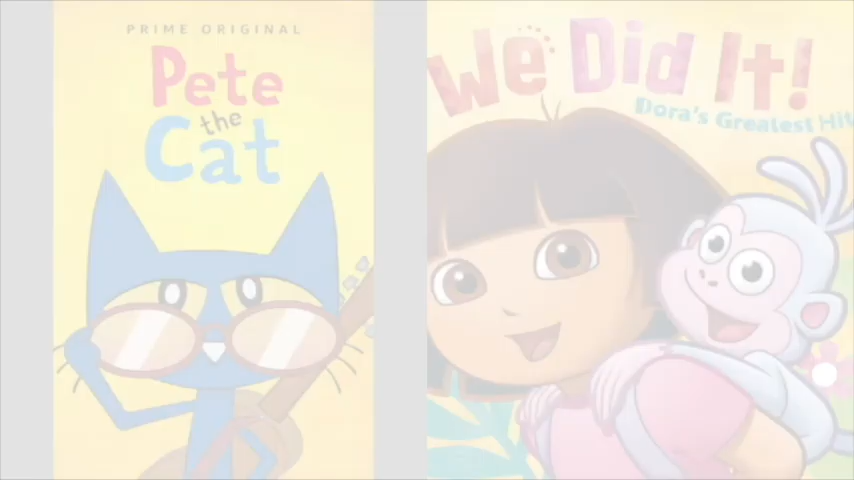 PRIME ORIGINAL
Pete
the
Cat
We Did It!
Dora's Greatest Hit